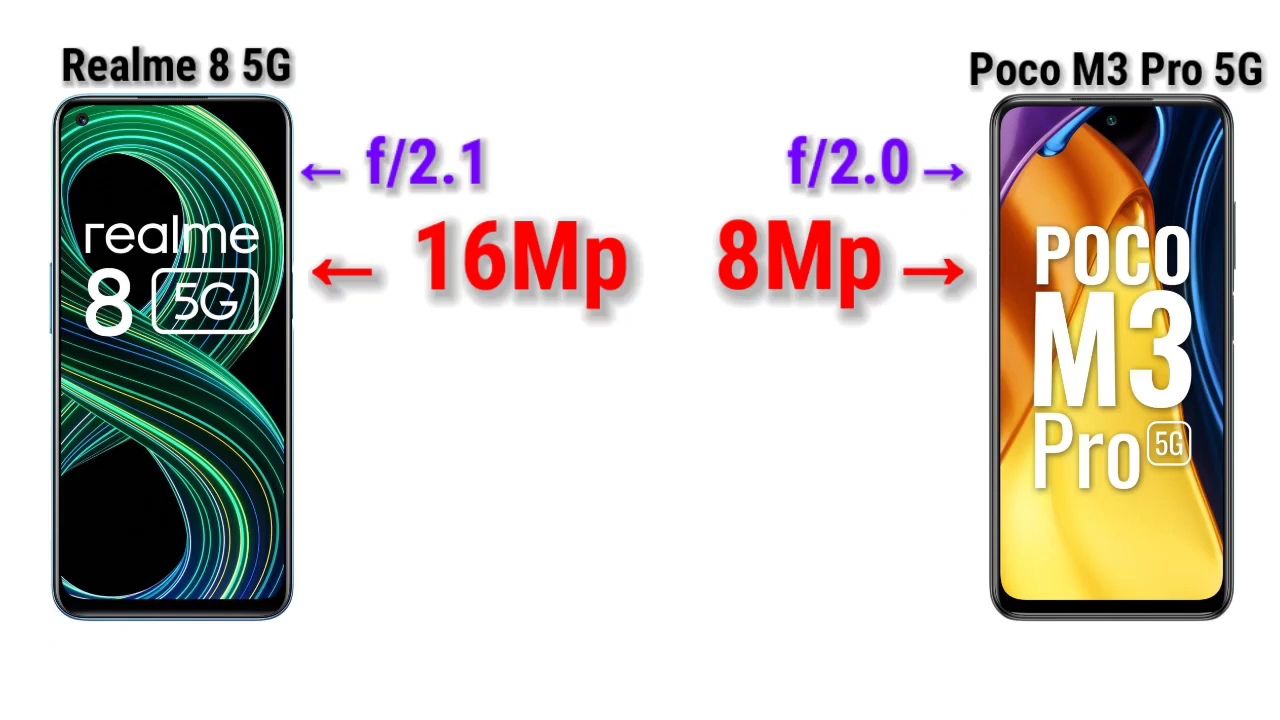 Realme 8 5G
Poco M3 Pro 5G
← f/2.1
f/2.0 →
← 16Mp
8Mp →
realme
8 5G
POCO
M3
Pro 5G